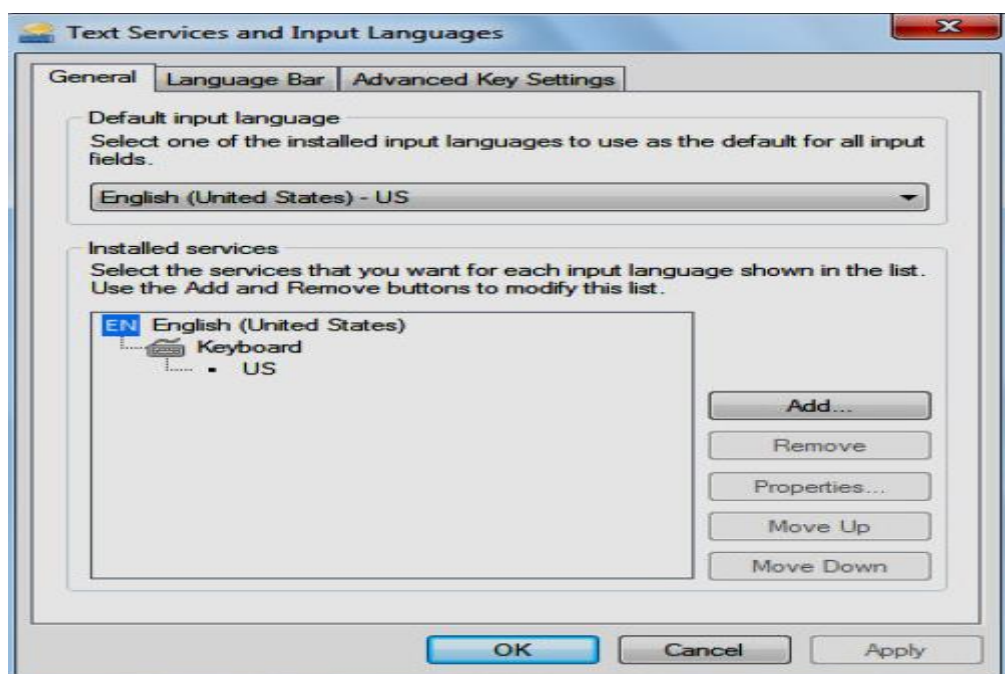 Text Services and Input Languages
General
Language Bar
Advanced Key Settings
Default input language
Select one of the installed input languages to use as the default for all input
fields.
English (United States) - US
Installed services
Select the services that you want for each input language shown in the list.
Use the Add and Remove buttons to modify this list.
EN English (United States)
Keyboard
US
Add...
Remove
Properties...
Move Up
Move Down
OK
Cancel
Apply